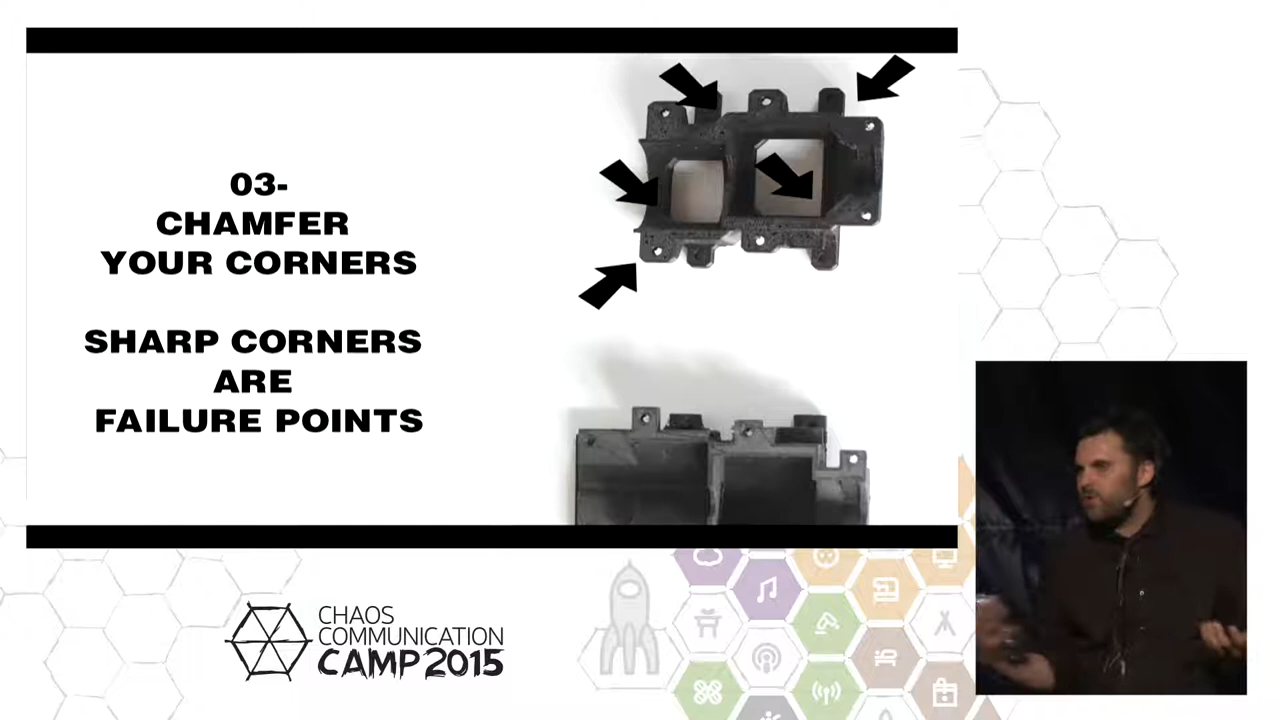 03-
CHAMFER
YOUR CORNERS
SHARP CORNERS
ARE
FAILURE POINTS
CHAOS
COMMUNICATION
CAMP 2015